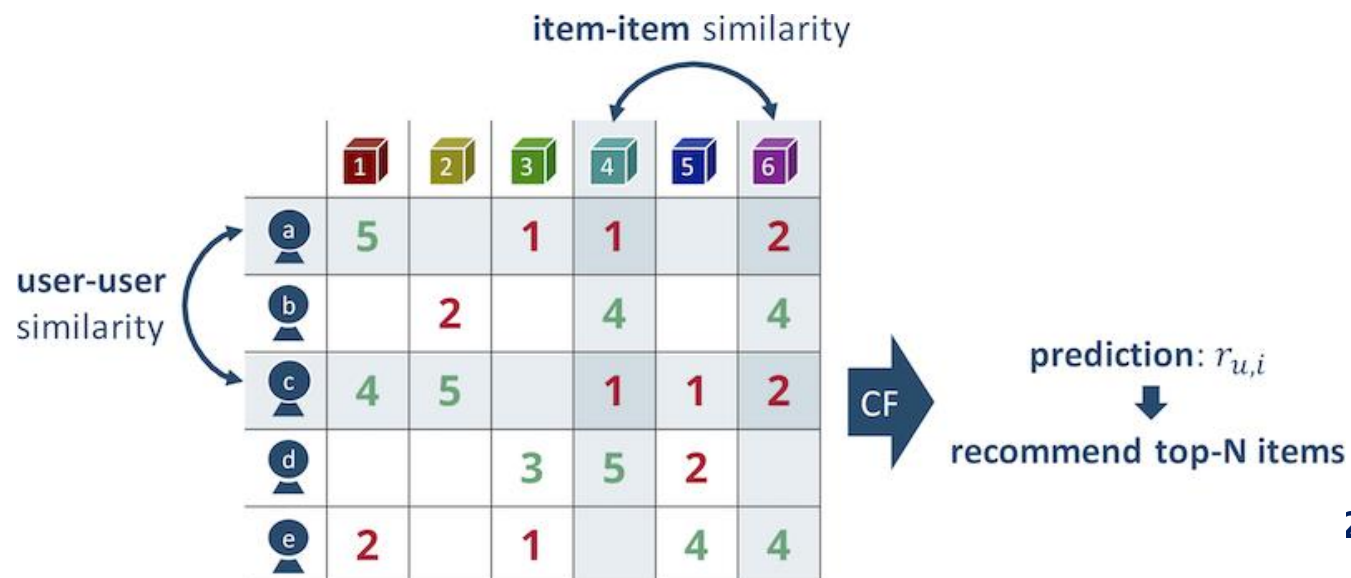 item-item similarity
1 2 3 4 5 6
a 5 1 1 2
user-user
similarity
b 2 4 4
c 4 5 1 1 2
d 3 5 2
e 2 1 4 4
CF
prediction: r_{u,i}
recommend top-N items